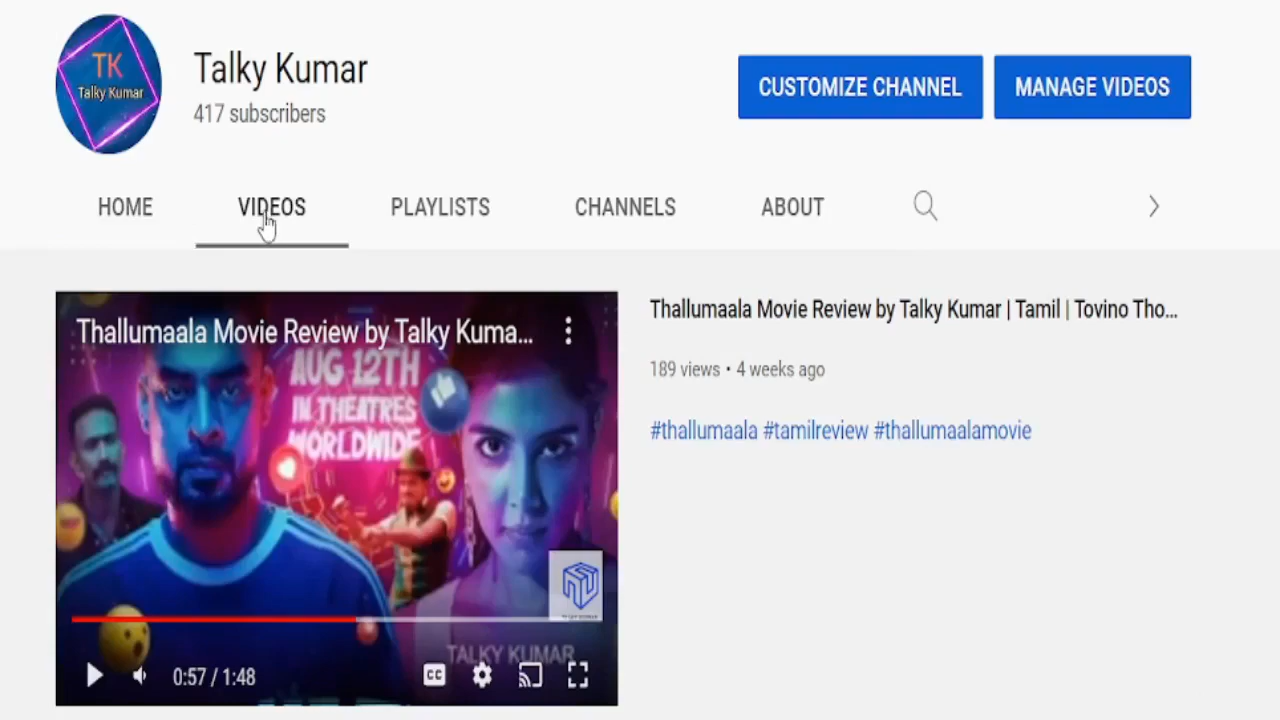 TK
Talky Kumar
Talky Kumar
417 subscribers
CUSTOMIZE CHANNEL
MANAGE VIDEOS
HOME
VIDEOS
PLAYLISTS
CHANNELS
ABOUT
Thallumaala Movie Review by Talky Kuma...
AUG 12TH
IN THEATRES
WORLDWIDE
TALKY KUMAR
CC
0:57 / 1:48
Thallumaala Movie Review by Talky Kumar | Tamil | Tovino Tho...
189 views • 4 weeks ago
#thallumaala #tamilreview #thallumaalamovie